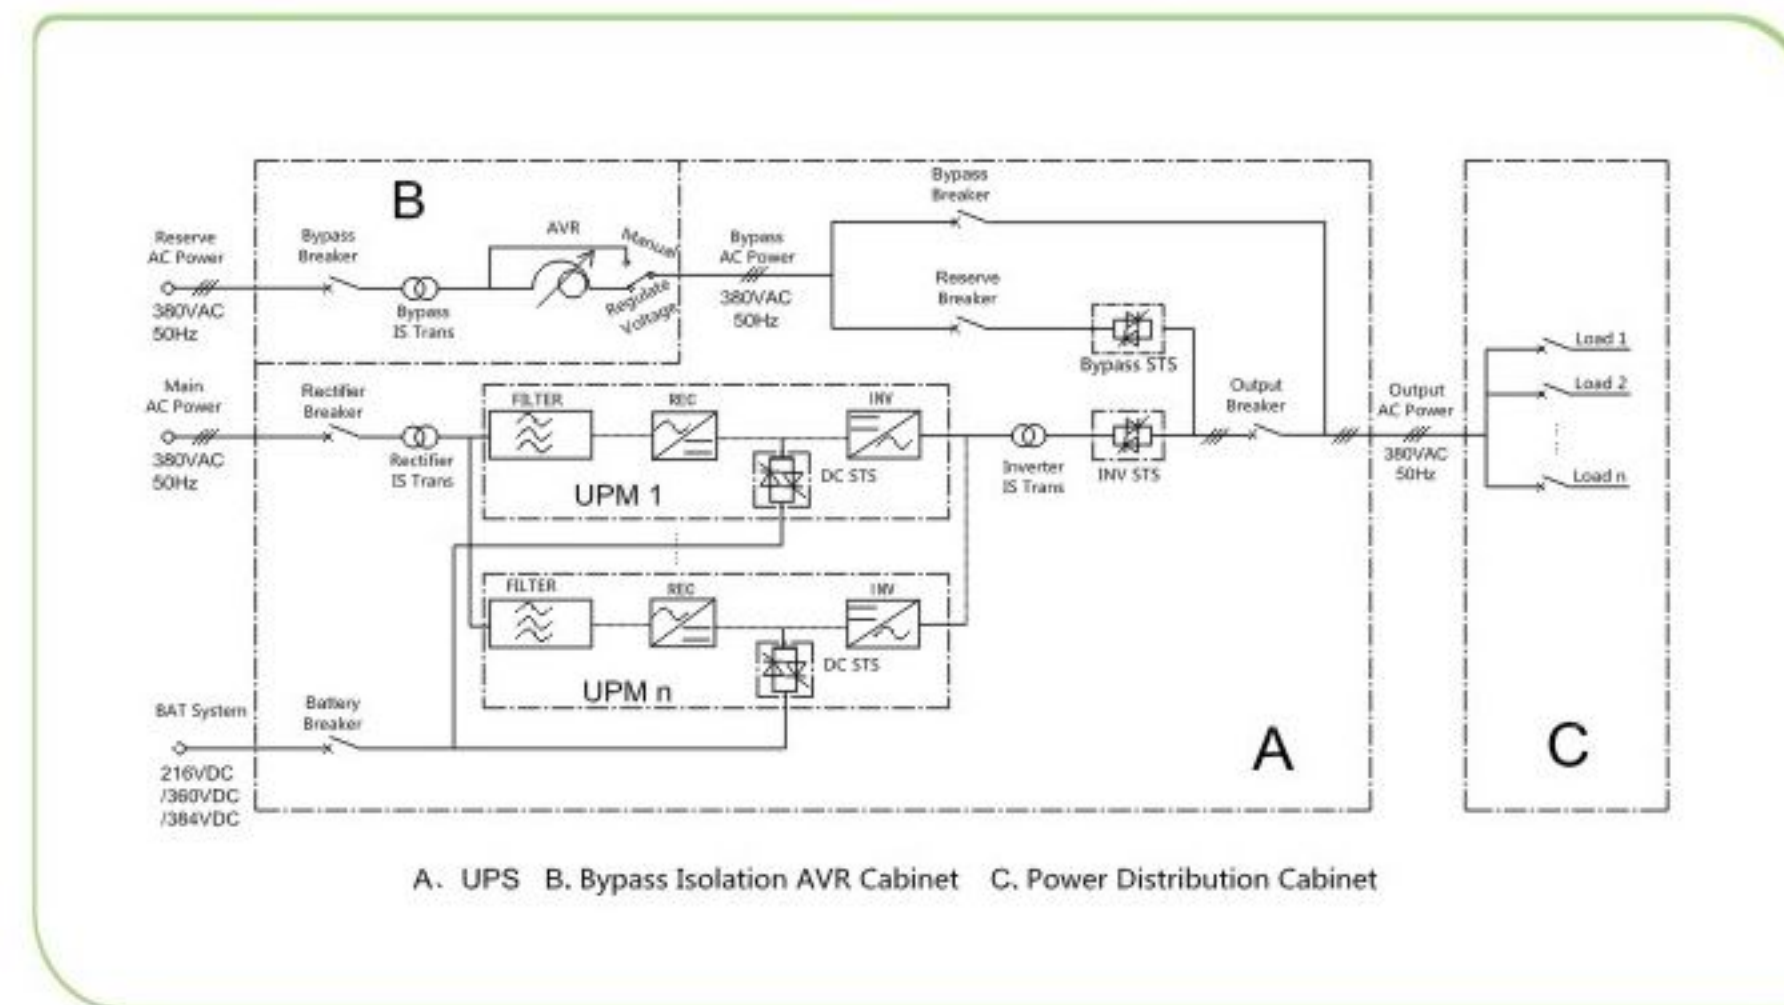 B
Reserve
AC Power
380VAC
50Hz
Bypass
Breaker
Bypass
IS Trans
AVR
Manual
Regulate
Voltage
Bypass
AC Power
380VAC
50Hz
Bypass
Breaker
Reserve
Breaker
Bypass STS
Main
AC Power
380VAC
50Hz
Rectifier
Breaker
Rectifier
IS Trans
FILTER
REC
INV
DC STS
UPM 1
Inverter
IS Trans
INV STS
Output
Breaker
Output
AC Power
380VAC
50Hz
Load 1
Load 2
Load n
FILTER
REC
INV
DC STS
UPM n
BAT System
216VDC
/360VDC
/384VDC
Battery
Breaker
A
C
A、UPS B. Bypass Isolation AVR Cabinet C. Power Distribution Cabinet